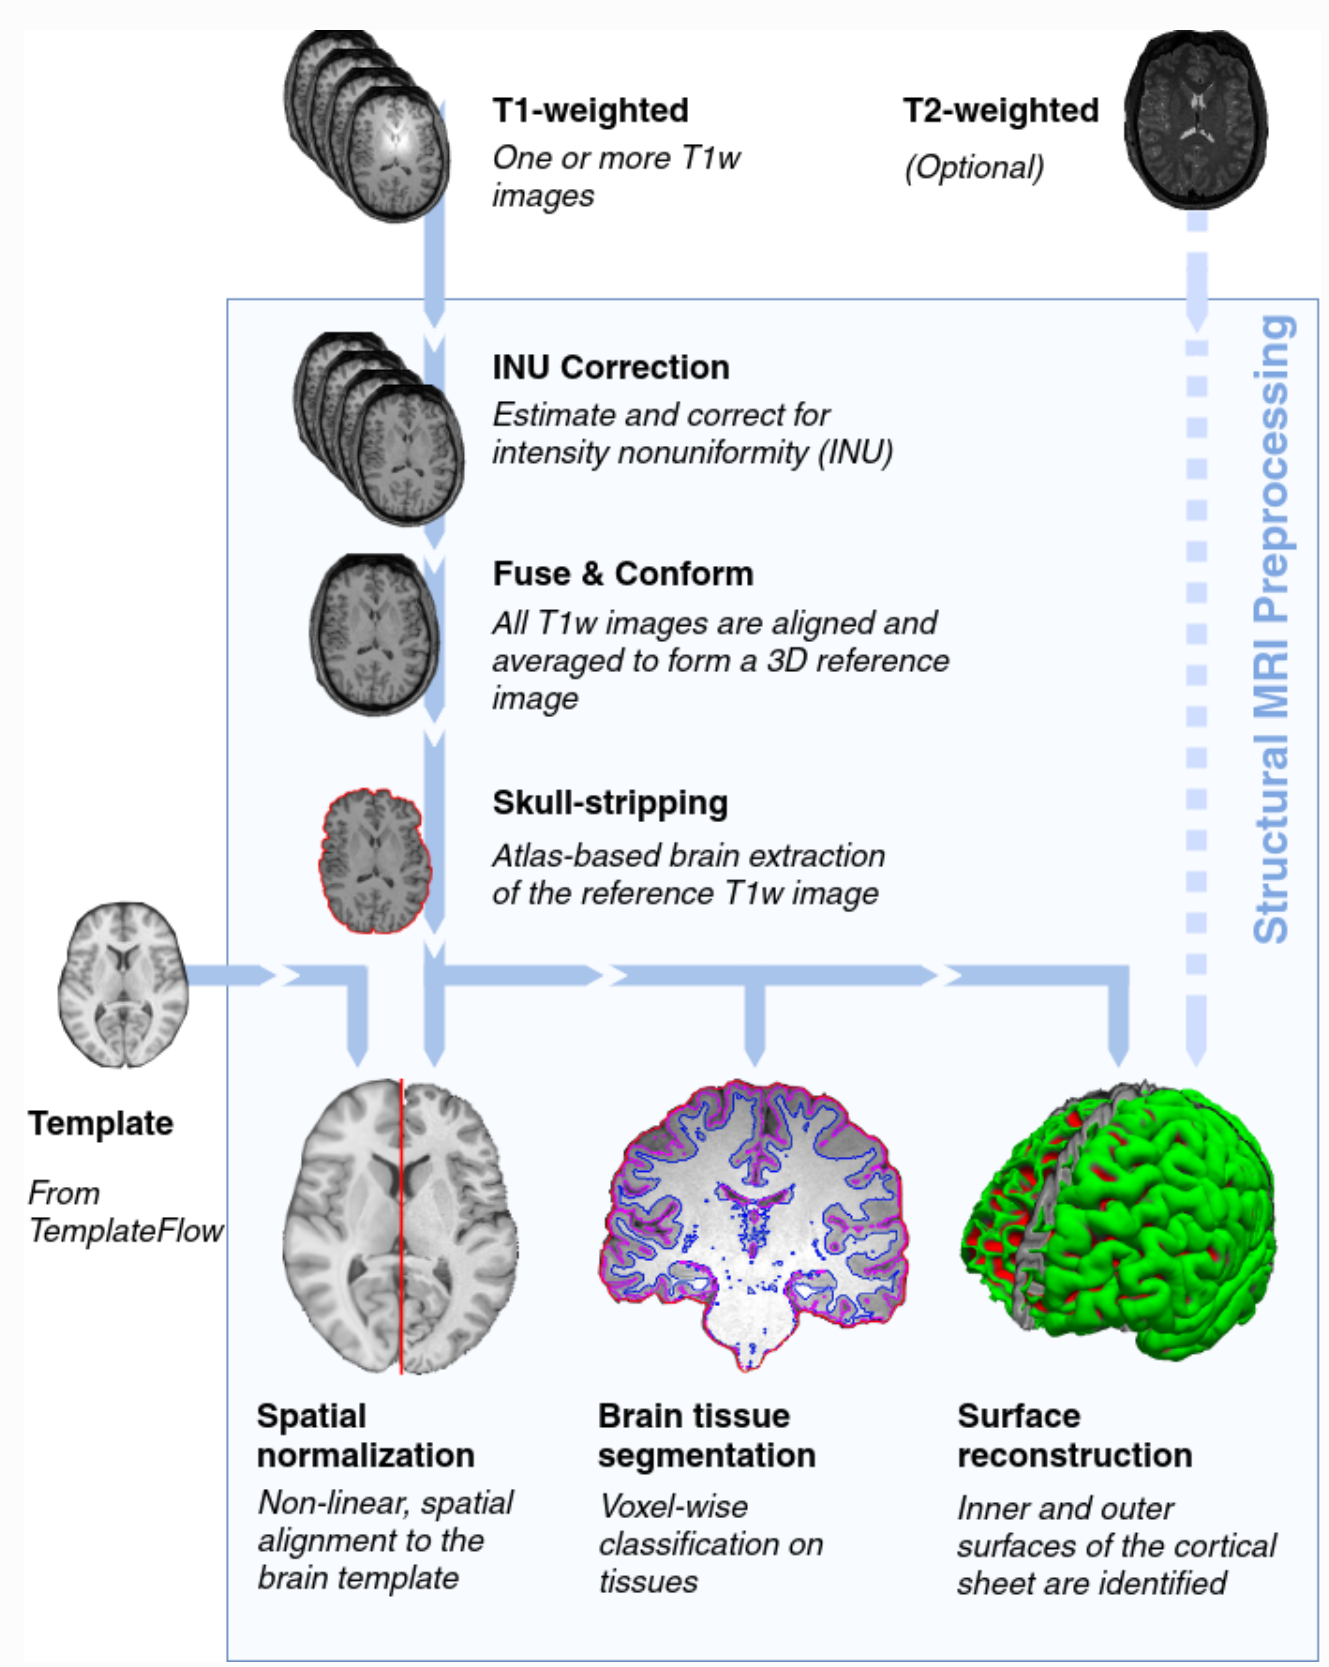 T1-weighted
One or more T1w
images
T2-weighted
(Optional)
Structural MRI Preprocessing
INU Correction
Estimate and correct for
intensity nonuniformity (INU)
Fuse & Conform
All T1w images are aligned and
averaged to form a 3D reference
image
Skull-stripping
Atlas-based brain extraction
of the reference T1w image
Template
From
TemplateFlow
Spatial
normalization
Non-linear, spatial
alignment to the
brain template
Brain tissue
segmentation
Voxel-wise
classification on
tissues
Surface
reconstruction
Inner and outer
surfaces of the cortical
sheet are identified